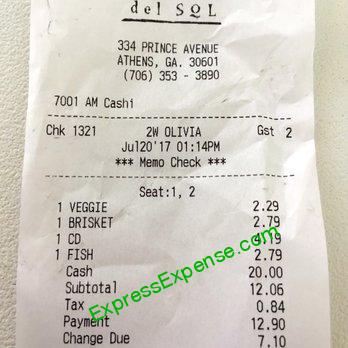 del SOL
334 PRINCE AVENUE
ATHENS, GA. 30601
(706) 353 - 3890
7001 AM Cashi
Chk 1321 2W OLIVIA Gst 2
Jul20'17 01:14PM
*** Memo Check ***
Seat:1, 2
1 VEGGIE 2.29
1 BRISKET 2.79
1 CD 4.19
1 FISH 2.79
Cash 20.00
Subtotal 12.06
Tax 0.84
Payment 12.90
Change Due 7.10
ExpressExpense.com